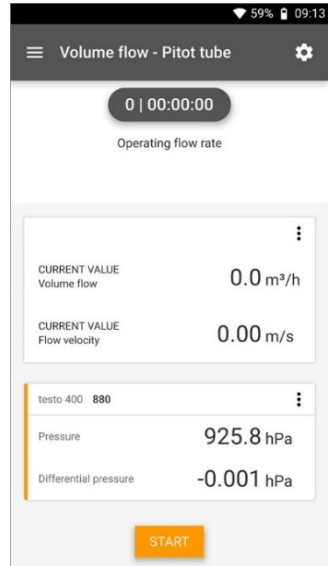 59% 09:13
Volume flow - Pitot tube
0 | 00:00:00
Operating flow rate
CURRENT VALUE
Volume flow
0.0 m³/h
CURRENT VALUE
Flow velocity
0.00 m/s
testo 400 880
Pressure 925.8 hPa
Differential pressure -0.001 hPa
START